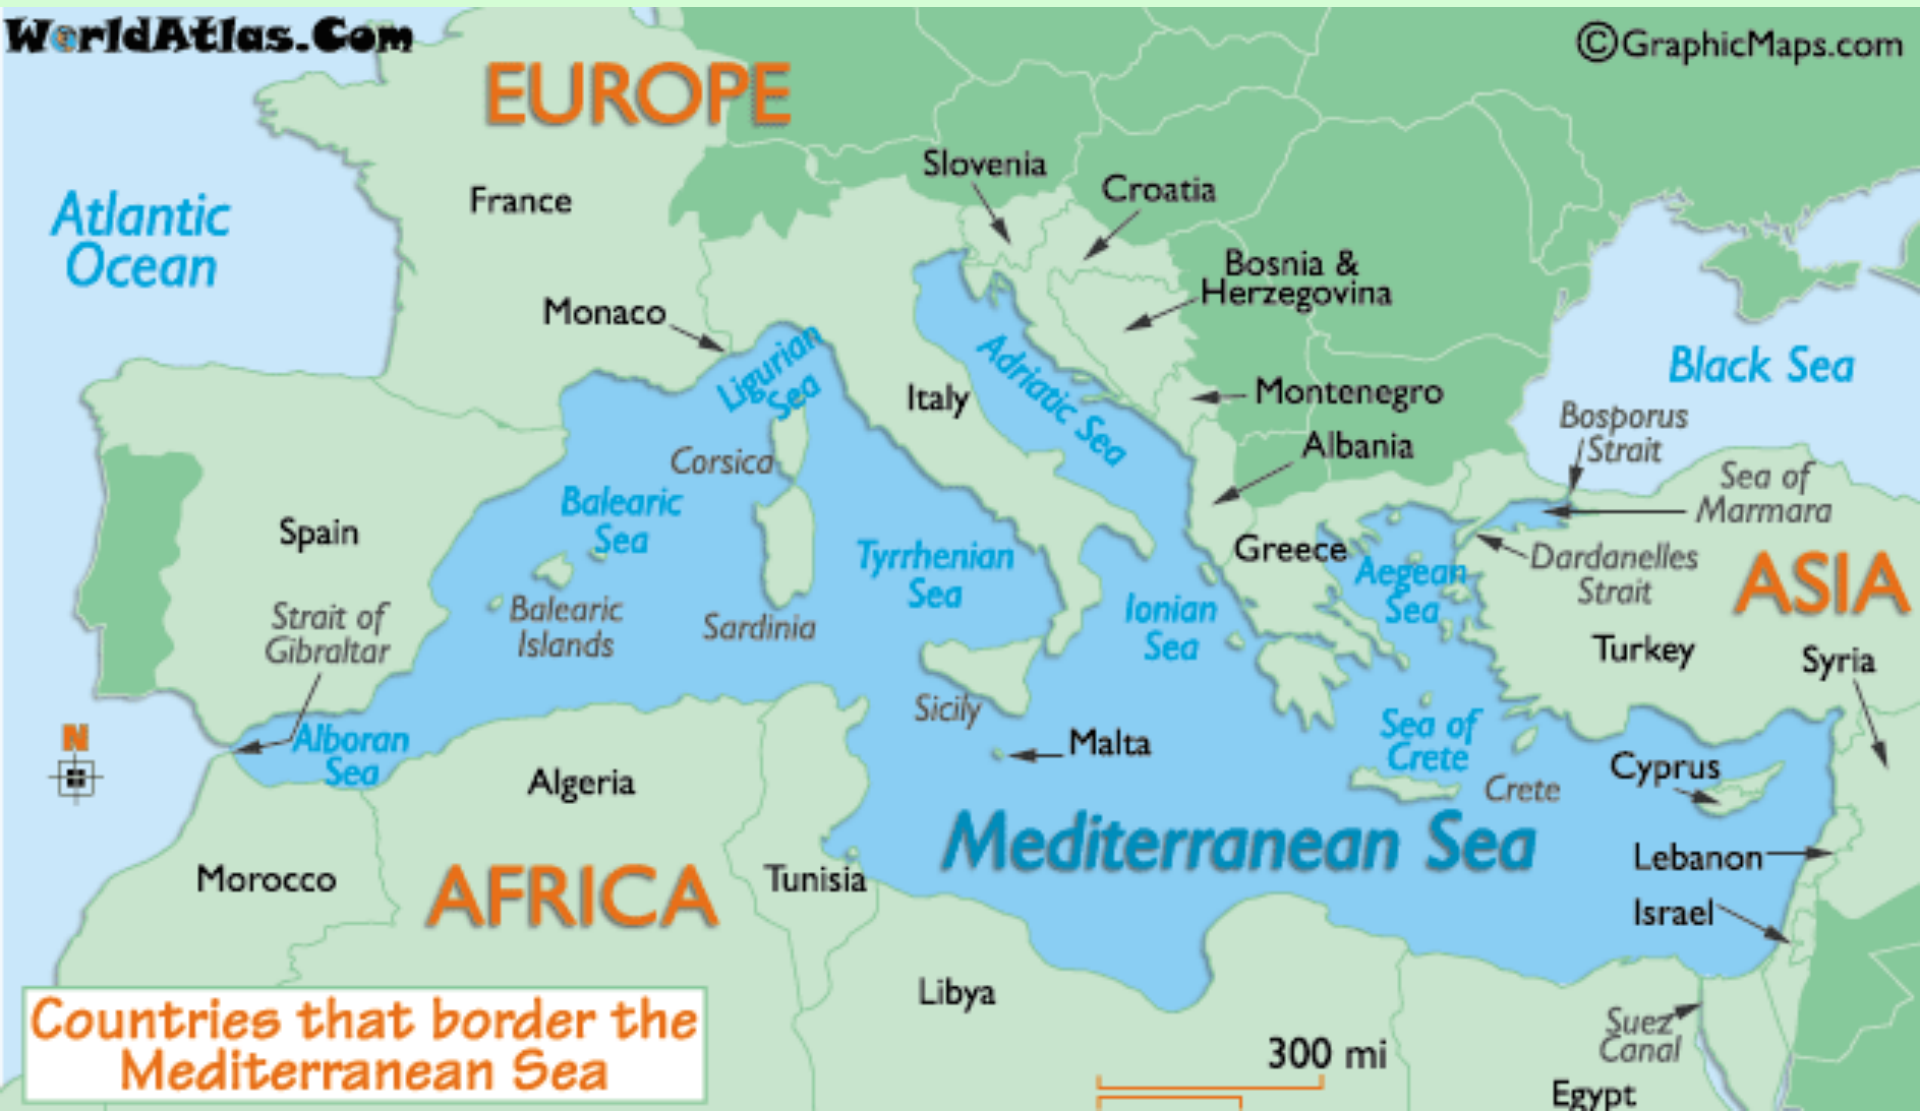 WorldAtlas.Com
©GraphicMaps.com
EUROPE
Slovenia
Croatia
France
Atlantic
Ocean
Bosnia &
Herzegovina
Monaco
Ligurian
Sea
Adriatic Sea
Black Sea
Italy
Montenegro
Bosporus
Strait
Albania
Corsica
Sea of
Marmara
Balearic
Sea
Spain
Tyrrhenian
Sea
Greece
Aegean
Sea
Dardanelles
Strait
ASIA
Strait of
Gibraltar
Balearic
Islands
Sardinia
Ionian
Sea
Turkey
Syria
Sicily
N
Alboran
Sea
Malta
Sea of
Crete
Crete
Cyprus
Algeria
Mediterranean Sea
Lebanon
Morocco
AFRICA
Tunisia
Israel
Libya
Suez
Canal
Countries that border the
Mediterranean Sea
300 mi
Egypt